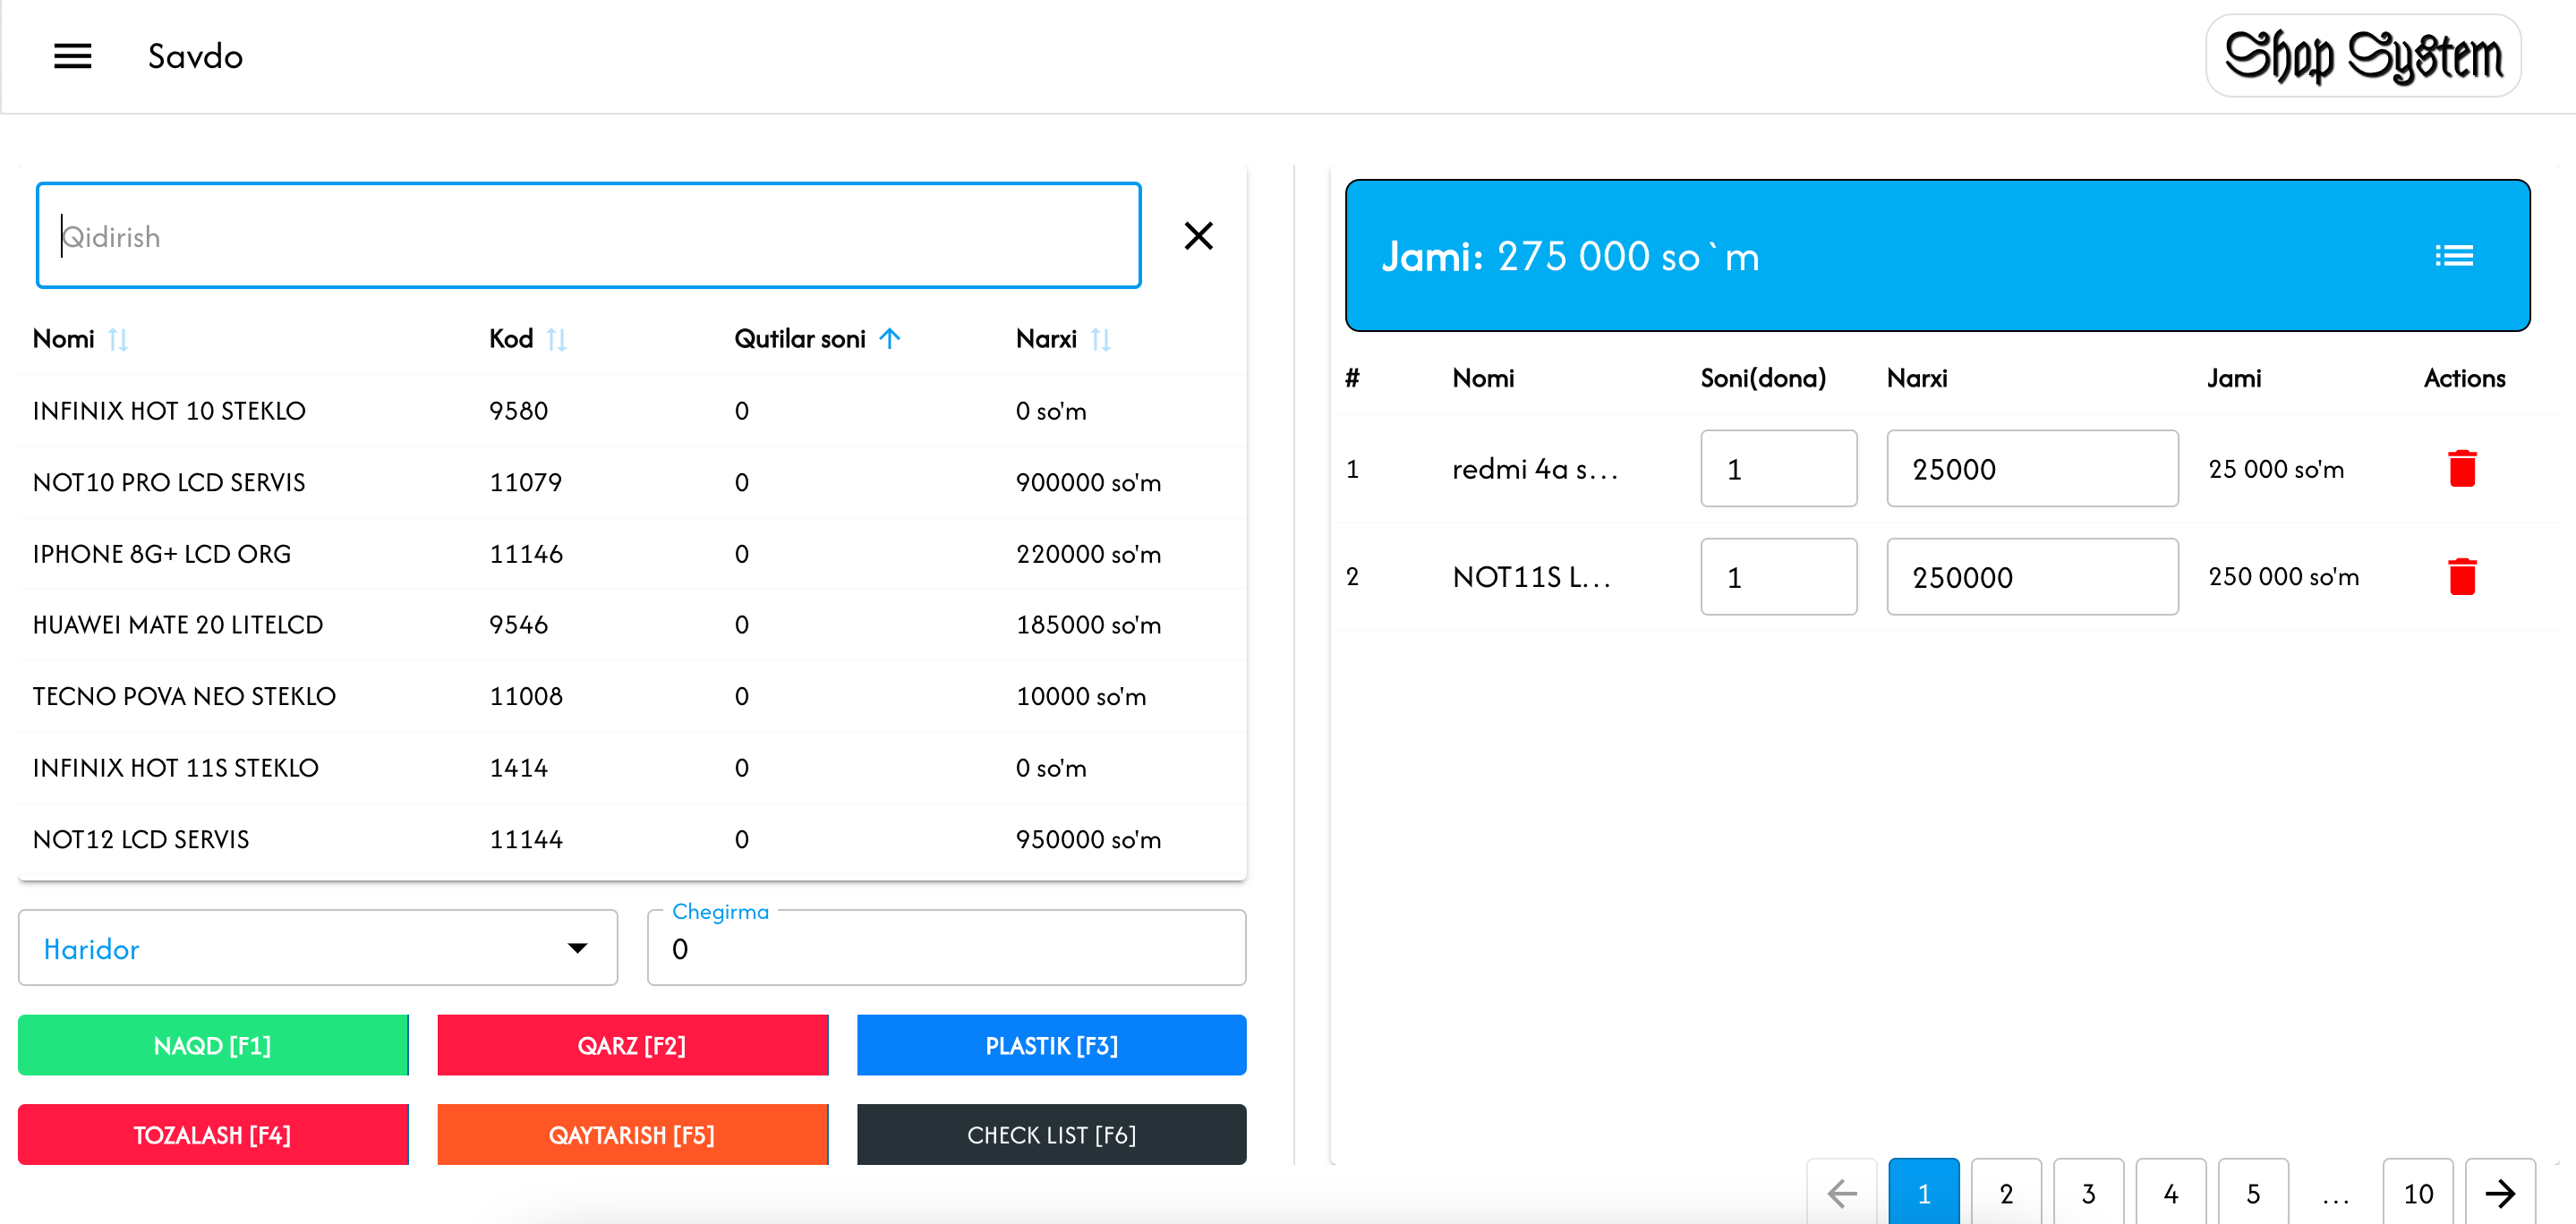 Savdo
Shop System
Qidirish
Nomi Kod Qutilar soni Narxi
INFINIX HOT 10 STEKLO 9580 0 0 so'm
NOT10 PRO LCD SERVIS 11079 0 900000 so'm
IPHONE 8G+ LCD ORG 11146 0 220000 so'm
HUAWEI MATE 20 LITELCD 9546 0 185000 so'm
TECNO POVA NEO STEKLO 11008 0 10000 so'm
INFINIX HOT 11S STEKLO 1414 0 0 so'm
NOT12 LCD SERVIS 11144 0 950000 so'm
Haridor
Chegirma
0
NAQD [F1] QARZ [F2] PLASTIK [F3]
TOZALASH [F4] QAYTARISH [F5] CHECK LIST [F6]
Jami: 275 000 so`m
# Nomi Soni(dona) Narxi Jami Actions
1 redmi 4a s... 1 25000 25 000 so'm
2 NOT11S L... 1 250000 250 000 so'm
1 2 3 4 5 ... 10